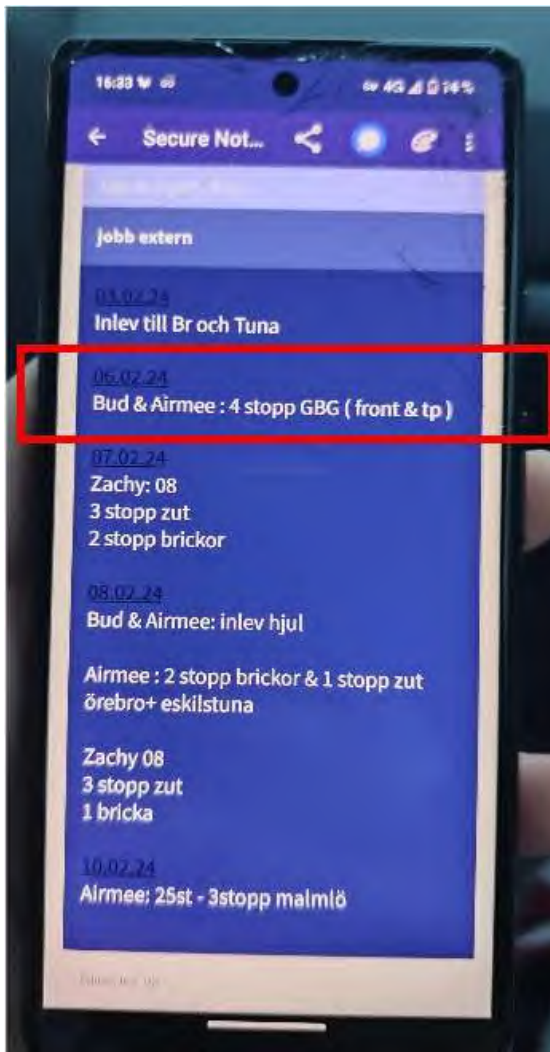 16:33
4G 14%
Secure Not...
Jobb extern
03.02.24
Inlev till Br och Tuna
06.02.24
Bud & Airmee : 4 stopp GBG ( front & tp )
07.02.24
Zachy: 08
3 stopp zut
2 stopp brickor
08.02.24
Bud & Airmee: inlev hjul
Airmee : 2 stopp brickor & 1 stopp zut
örebro+ eskilstuna
Zachy 08
3 stopp zut
1 bricka
10.02.24
Airmee: 25st - 3stopp malmlö